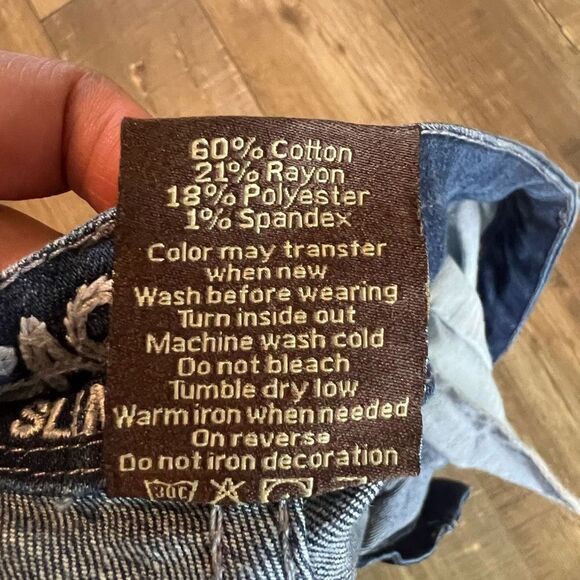 60% Cotton
21% Rayon
18% Polyester
1% Spandex
Color may transfer
when new
Wash before wearing
Turn inside out
Machine wash cold
Do not bleach
Tumble dry low
Warm iron when needed
On reverse
Do not iron decoration
30C